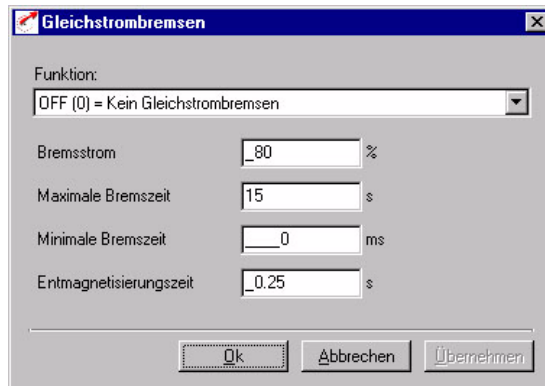 Gleichstrombremsen
Funktion:
OFF (0) = Kein Gleichstrombremsen
Bremsstrom _80 %
Maximale Bremszeit 15 s
Minimale Bremszeit ____0 ms
Entmagnetisierungszeit _0.25 s
Ok Abbrechen Übernehmen